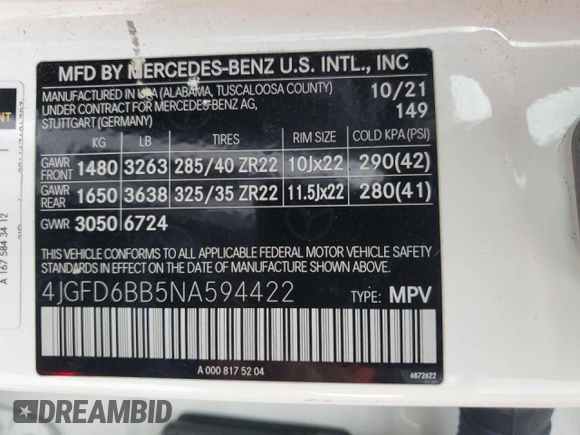 MFD BY MERCEDES-BENZ U.S. INTL., INC
MANUFACTURED IN USA (ALABAMA, TUSCALOOSA COUNTY) 10/21
UNDER CONTRACT FOR MERCEDES-BENZ AG, 149
STUTTGART (GERMANY)
KG LB TIRES RIM SIZE COLD KPA (PSI)
GAWR FRONT 1480 3263 285/40 ZR22 10Jx22 290(42)
GAWR REAR 1650 3638 325/35 ZR22 11.5Jx22 280(41)
GVWR 3050 6724
THIS VEHICLE CONFORMS TO ALL APPLICABLE FEDERAL MOTOR VEHICLE SAFETY
STANDARDS IN EFFECT ON THE DATE OF MANUFACTURE SHOWN ABOVE.
4JGFD6BB5NA594422 TYPE: MPV
A 000 817 52 04
6872622
A 167 584 34 12
DREAMBID